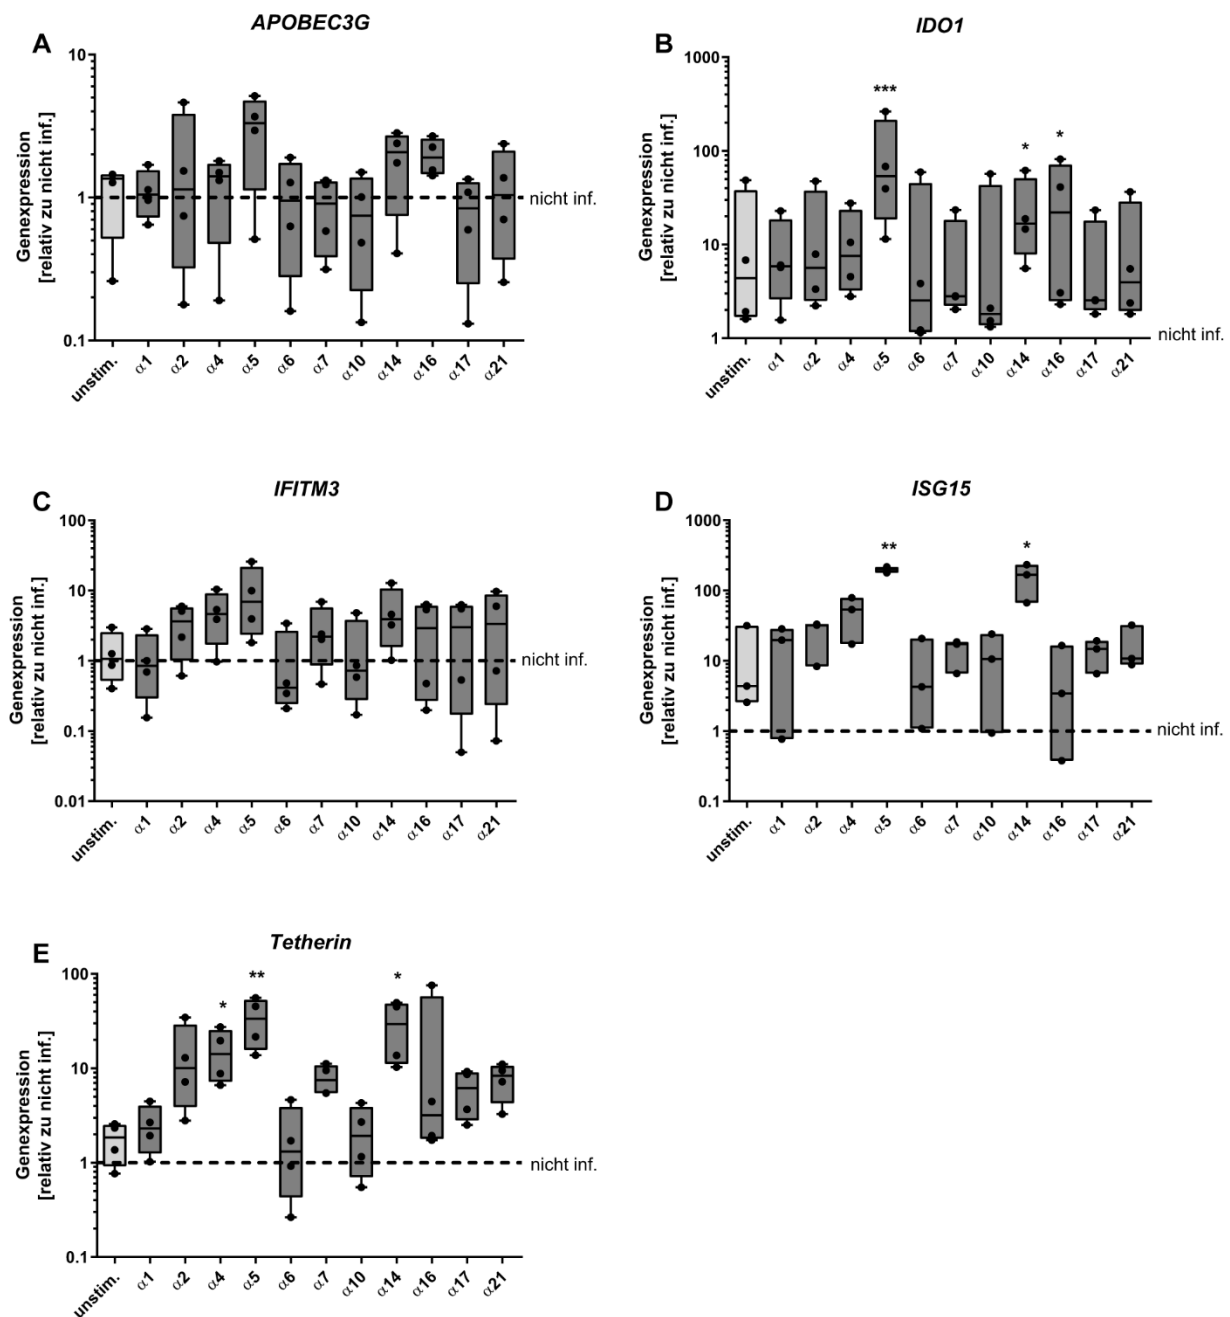 A
APOBEC3G
Genexpression
[relativ zu nicht inf.]
10
1
0.1
nicht inf.
unstim.
α1
α2
α4
α5
α6
α7
α10
α14
α16
α17
α21
B
IDO1
Genexpression
[relativ zu nicht inf.]
1000
100
10
1
***
*
*
nicht inf.
unstim.
α1
α2
α4
α5
α6
α7
α10
α14
α16
α17
α21
C
IFITM3
Genexpression
[relativ zu nicht inf.]
100
10
1
0.1
0.01
nicht inf.
unstim.
α1
α2
α4
α5
α6
α7
α10
α14
α16
α17
α21
D
ISG15
Genexpression
[relativ zu nicht inf.]
1000
100
10
1
0.1
**
*
nicht inf.
unstim.
α1
α2
α4
α5
α6
α7
α10
α14
α16
α17
α21
E
Tetherin
Genexpression
[relativ zu nicht inf.]
100
10
1
0.1
*
**
*
nicht inf.
unstim.
α1
α2
α4
α5
α6
α7
α10
α14
α16
α17
α21